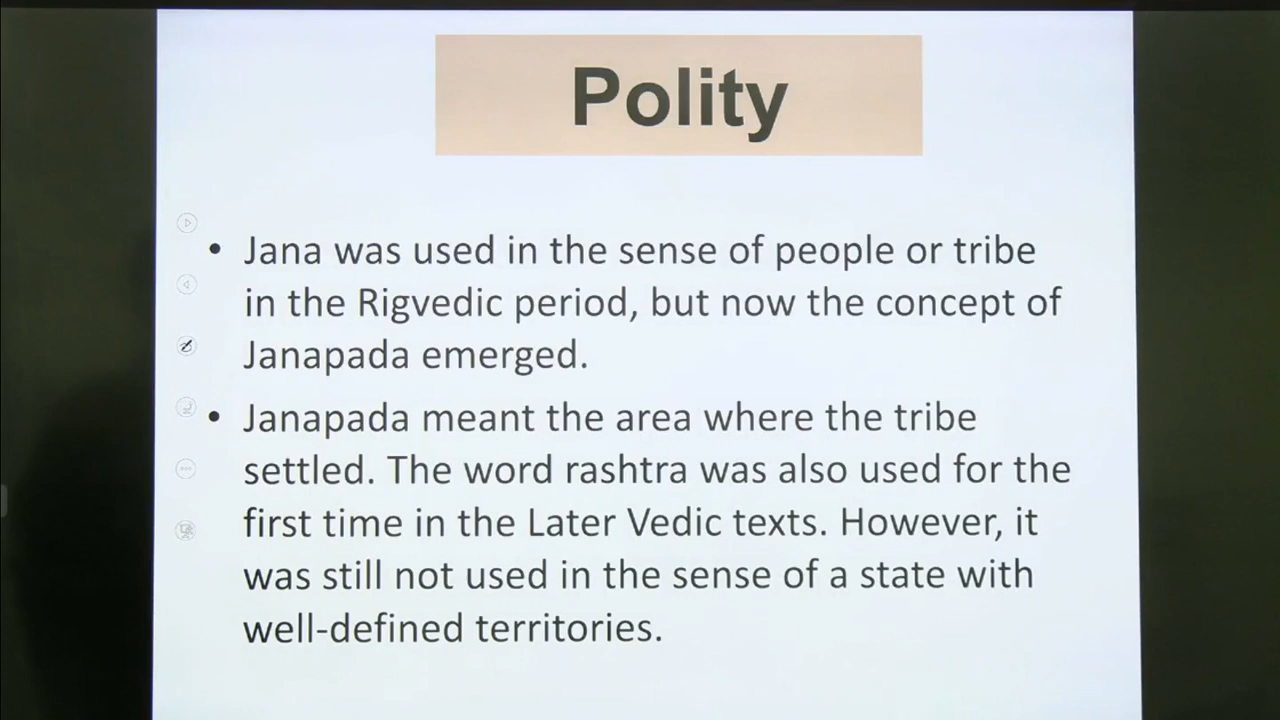 Polity
• Jana was used in the sense of people or tribe
in the Rigvedic period, but now the concept of
Janapada emerged.
• Janapada meant the area where the tribe
settled. The word rashtra was also used for the
first time in the Later Vedic texts. However, it
was still not used in the sense of a state with
well-defined territories.